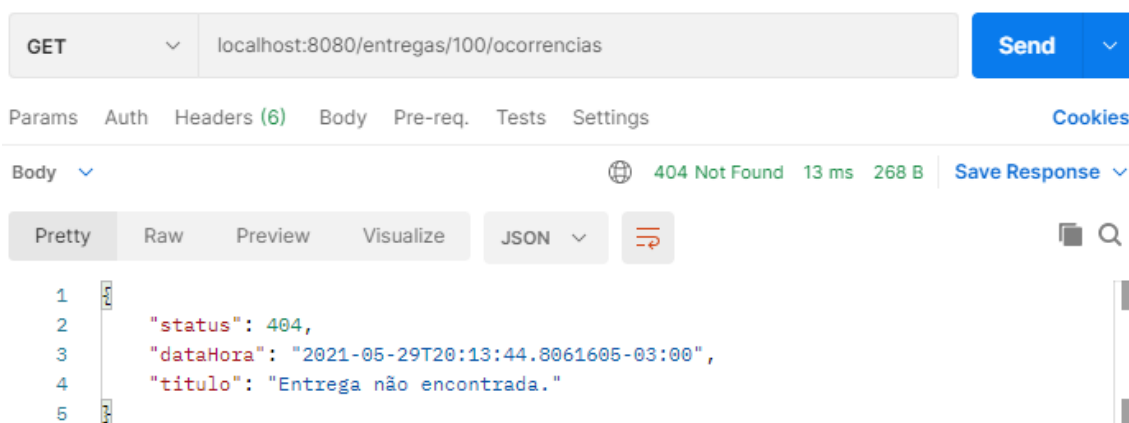 GET localhost:8080/entregas/100/ocorrencias Send
Params Auth Headers (6) Body Pre-req. Tests Settings Cookies
Body 404 Not Found 13 ms 268 B Save Response
Pretty Raw Preview Visualize JSON
1 {
2 "status": 404,
3 "dataHora": "2021-05-29T20:13:44.8061605-03:00",
4 "titulo": "Entrega não encontrada."
5 }